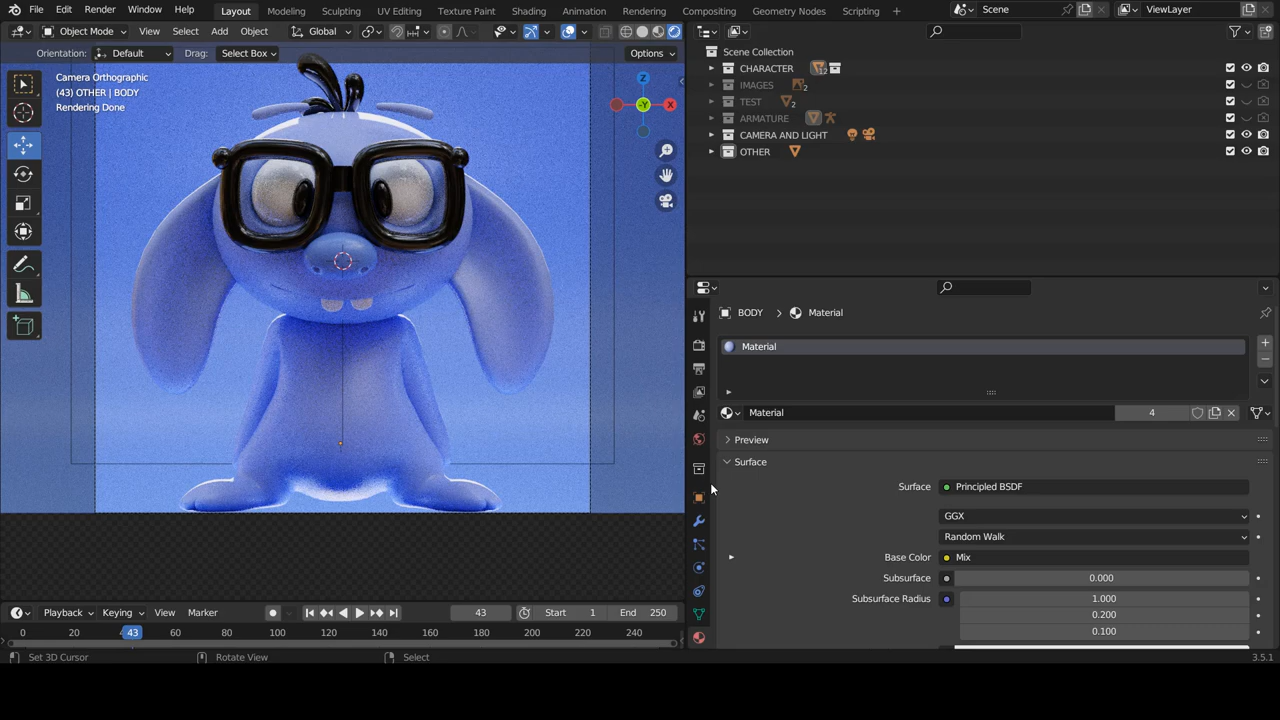 File Edit Render Window Help Layout Modeling Sculpting UV Editing Texture Paint Shading Animation Rendering Compositing Geometry Nodes Scripting Scene ViewLayer
Object Mode View Select Add Object Global
Orientation: Default Drag: Select Box Options
Camera Orthographic
(43) OTHER | BODY
Rendering Done
Z
-Y
X
Scene Collection
CHARACTER 12
IMAGES 2
TEST 2
ARMATURE
CAMERA AND LIGHT
OTHER
BODY > Material
Material
Material 4
Preview
Surface
Surface Principled BSDF
GGX
Random Walk
Base Color Mix
Subsurface 0.000
Subsurface Radius 1.000
0.200
0.100
Playback Keying View Marker 43 Start 1 End 250
0 20 43 60 80 100 120 140 160 180 200 220 240
Set 3D Cursor Rotate View Select 3.5.1